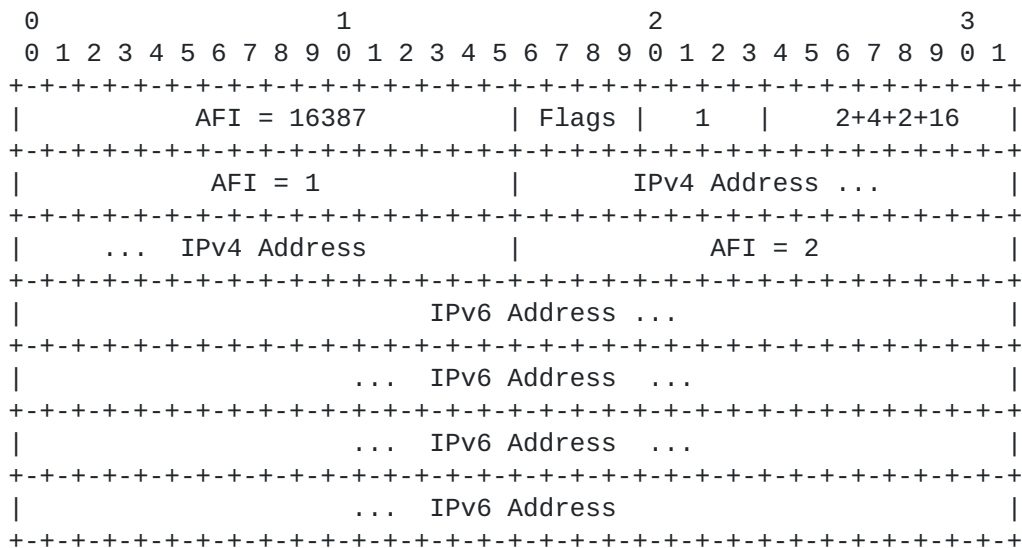 0                   1                   2                   3
 0 1 2 3 4 5 6 7 8 9 0 1 2 3 4 5 6 7 8 9 0 1 2 3 4 5 6 7 8 9 0 1
+-+-+-+-+-+-+-+-+-+-+-+-+-+-+-+-+-+-+-+-+-+-+-+-+-+-+-+-+-+-+-+-+
|           AFI = 16387         | Flags |   1   |    2+4+2+16   |
+-+-+-+-+-+-+-+-+-+-+-+-+-+-+-+-+-+-+-+-+-+-+-+-+-+-+-+-+-+-+-+-+
|            AFI = 1            |       IPv4 Address ...        |
+-+-+-+-+-+-+-+-+-+-+-+-+-+-+-+-+-+-+-+-+-+-+-+-+-+-+-+-+-+-+-+-+
|     ...  IPv4 Address         |            AFI = 2            |
+-+-+-+-+-+-+-+-+-+-+-+-+-+-+-+-+-+-+-+-+-+-+-+-+-+-+-+-+-+-+-+-+
|                          IPv6 Address ...                     |
+-+-+-+-+-+-+-+-+-+-+-+-+-+-+-+-+-+-+-+-+-+-+-+-+-+-+-+-+-+-+-+-+
|                     ...  IPv6 Address  ...                    |
+-+-+-+-+-+-+-+-+-+-+-+-+-+-+-+-+-+-+-+-+-+-+-+-+-+-+-+-+-+-+-+-+
|                     ...  IPv6 Address  ...                    |
+-+-+-+-+-+-+-+-+-+-+-+-+-+-+-+-+-+-+-+-+-+-+-+-+-+-+-+-+-+-+-+-+
|                     ...  IPv6 Address                         |
+-+-+-+-+-+-+-+-+-+-+-+-+-+-+-+-+-+-+-+-+-+-+-+-+-+-+-+-+-+-+-+-+